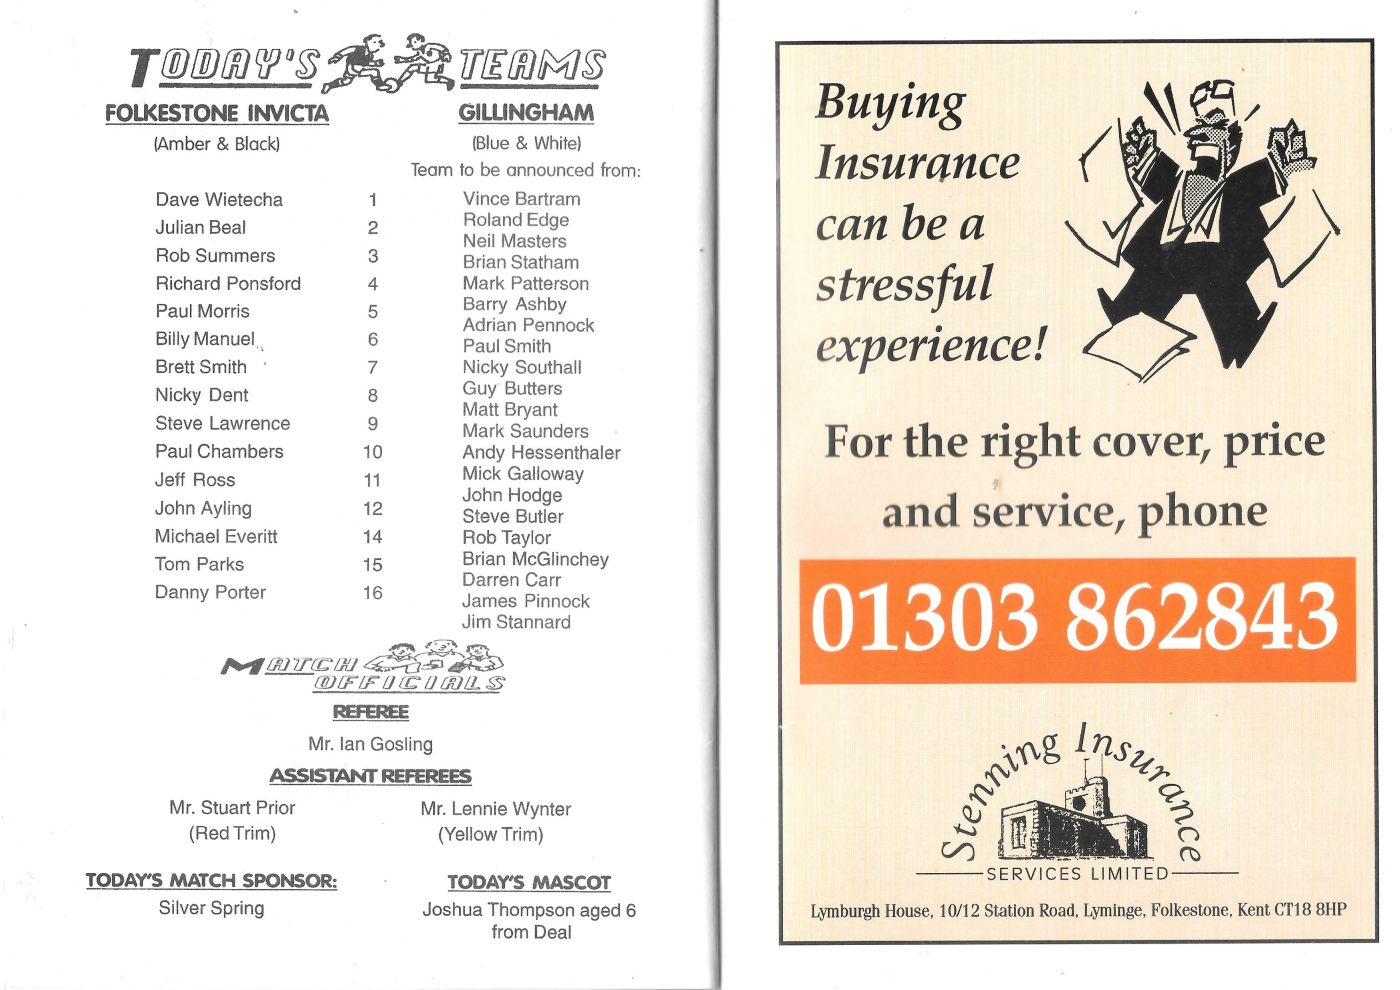 TODAY'S TEAMS
FOLKESTONE INVICTA
(Amber & Black)
GILLINGHAM
(Blue & White)
Team to be announced from:
Dave Wietecha 1
Julian Beal 2
Rob Summers 3
Richard Ponsford 4
Paul Morris 5
Billy Manuel 6
Brett Smith 7
Nicky Dent 8
Steve Lawrence 9
Paul Chambers 10
Jeff Ross 11
John Ayling 12
Michael Everitt 14
Tom Parks 15
Danny Porter 16
Vince Bartram
Roland Edge
Neil Masters
Brian Statham
Mark Patterson
Barry Ashby
Adrian Pennock
Paul Smith
Nicky Southall
Guy Butters
Matt Bryant
Mark Saunders
Andy Hessenthaler
Mick Galloway
John Hodge
Steve Butler
Rob Taylor
Brian McGlinchey
Darren Carr
James Pinnock
Jim Stannard
MATCH
OFFICIALS
REFEREE
Mr. Ian Gosling
ASSISTANT REFEREES
Mr. Stuart Prior
(Red Trim)
Mr. Lennie Wynter
(Yellow Trim)
TODAY'S MATCH SPONSOR:
Silver Spring
TODAY'S MASCOT
Joshua Thompson aged 6
from Deal
Buying
Insurance
can be a
stressful
experience!
For the right cover, price
and service, phone
01303 862843
Stenning Insurance
SERVICES LIMITED
Lymburgh House, 10/12 Station Road, Lyminge, Folkestone, Kent CT18 8HP